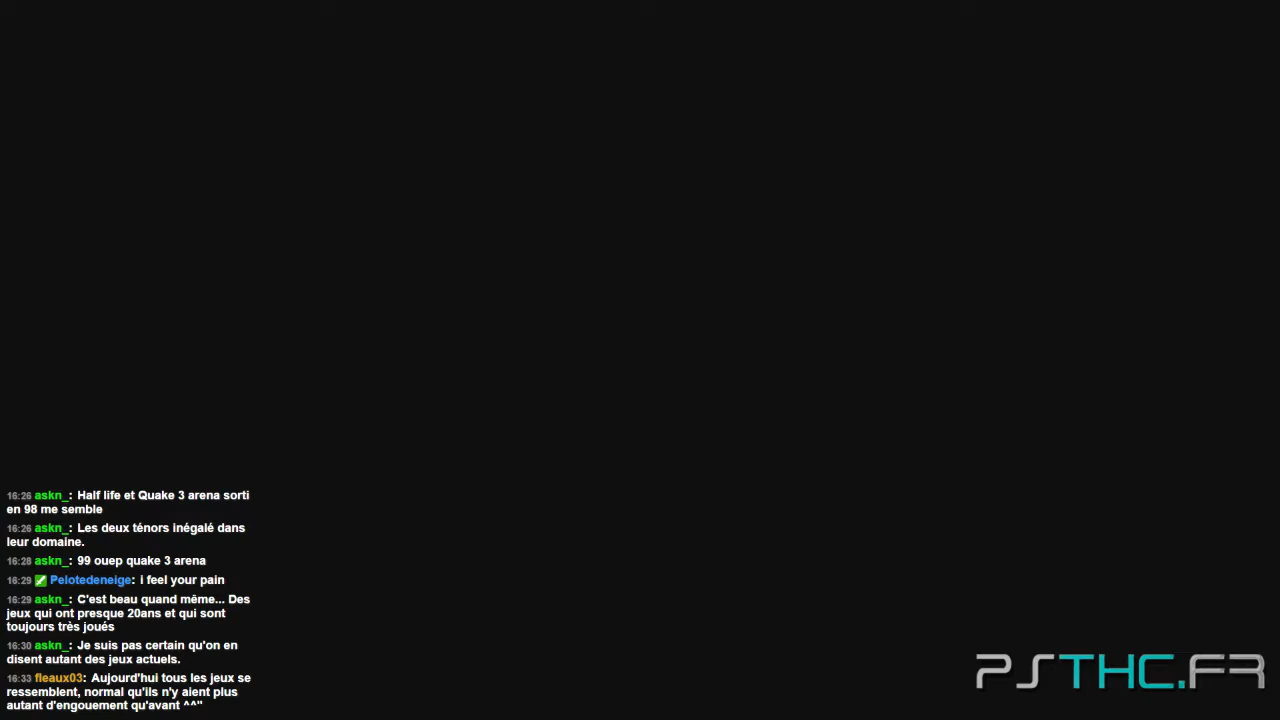 16:26 askn_: Half life et Quake 3 arena sorti
en 98 me semble
16:26 askn_: Les deux ténors inégalé dans
leur domaine.
16:28 askn_: 99 ouep quake 3 arena
16:29 Pelotedeneige: i feel your pain
16:29 askn_: C'est beau quand même... Des
jeux qui ont presque 20ans et qui sont
toujours très joués
16:30 askn_: Je suis pas certain qu'on en
disent autant des jeux actuels.
16:33 fleaux03: Aujourd'hui tous les jeux se
ressemblent, normal qu'ils n'y aient plus
autant d'engouement qu'avant ^^"
PSTHC.FR